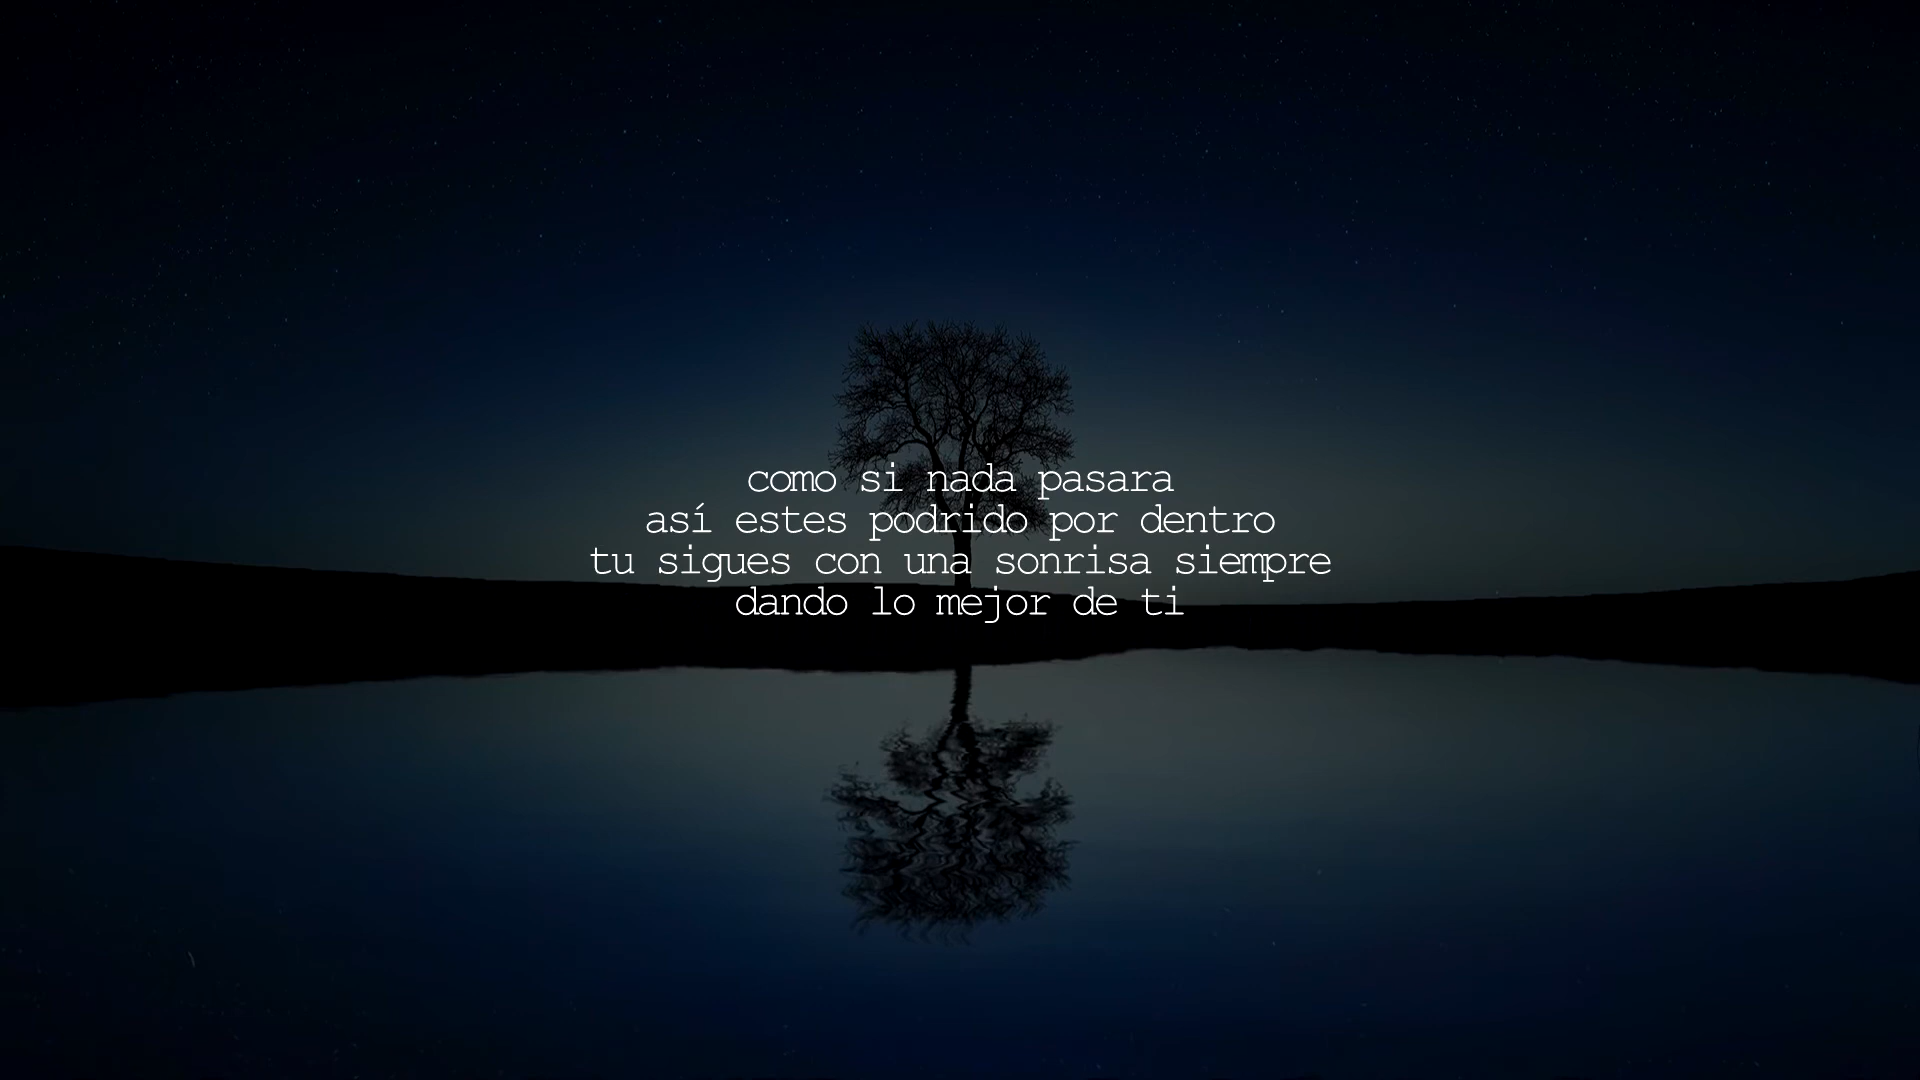 como si nada pasara
así estes podrido por dentro
tu sigues con una sonrisa siempre
dando lo mejor de ti